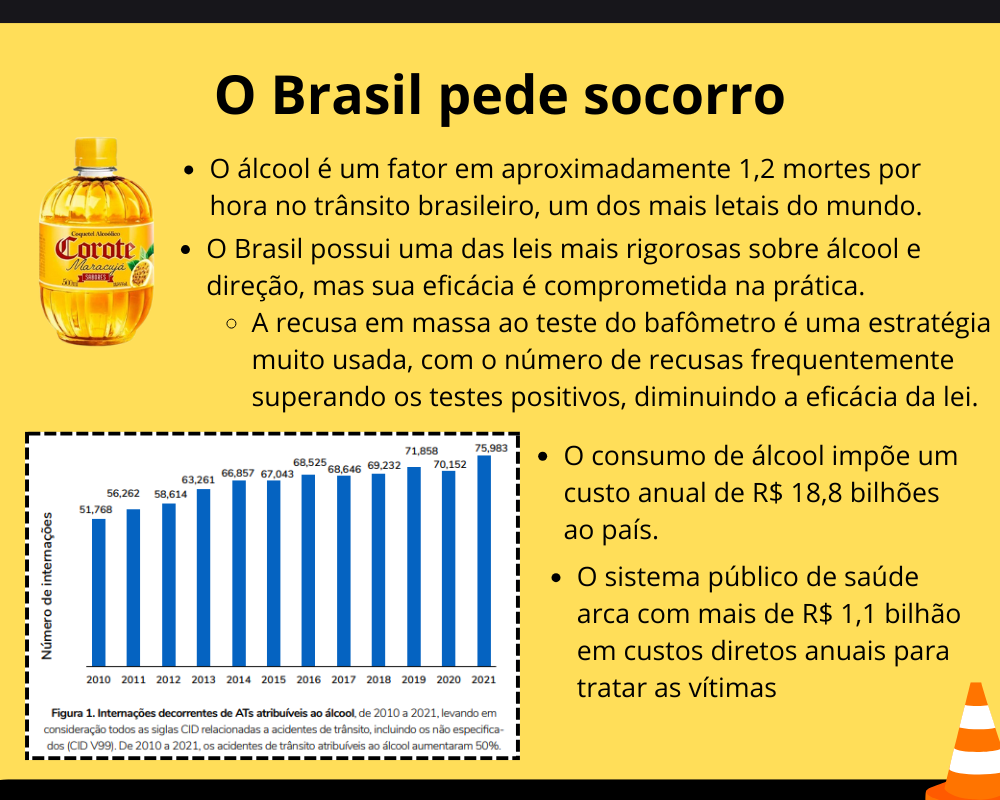 O Brasil pede socorro
• O álcool é um fator em aproximadamente 1,2 mortes por
hora no trânsito brasileiro, um dos mais letais do mundo.
• O Brasil possui uma das leis mais rigorosas sobre álcool e
direção, mas sua eficácia é comprometida na prática.
◦ A recusa em massa ao teste do bafômetro é uma estratégia
muito usada, com o número de recusas frequentemente
superando os testes positivos, diminuindo a eficácia da lei.
Coquetel Alcoólico
Corote
Maracujá
SABORES
Número de internações
51,768 56,262 58,614 63,261 66,857 67,043 68,525 68,646 69,232 71,858 70,152 75,983
2010 2011 2012 2013 2014 2015 2016 2017 2018 2019 2020 2021
Figura 1. Internações decorrentes de ATs atribuíveis ao álcool, de 2010 a 2021, levando em
consideração todos as siglas CID relacionadas a acidentes de trânsito, incluindo os não especifica-
dos (CID V99). De 2010 a 2021, os acidentes de trânsito atribuíveis ao álcool aumentaram 50%.
• O consumo de álcool impõe um
custo anual de R$ 18,8 bilhões
ao país.
• O sistema público de saúde
arca com mais de R$ 1,1 bilhão
em custos diretos anuais para
tratar as vítimas